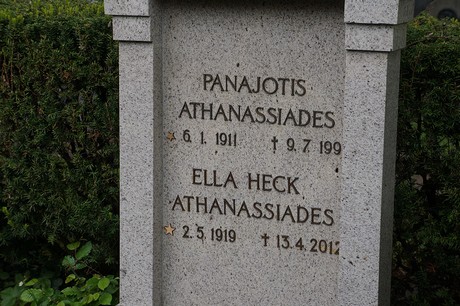 PANAJOTIS
ATHANASSIADES
* 6. 1. 1911 † 9. 7. 199
ELLA HECK
ATHANASSIADES
* 2. 5. 1919 † 13. 4. 2012